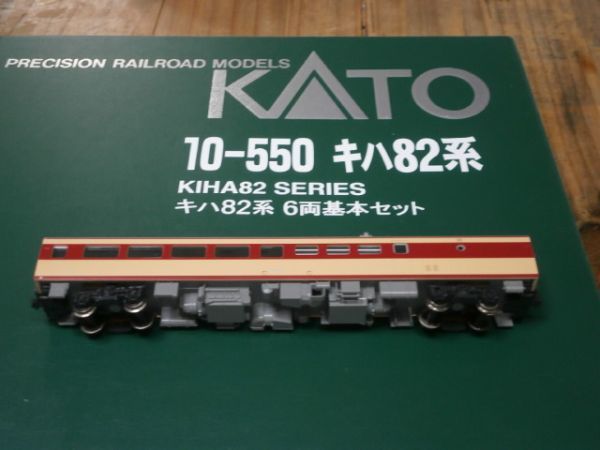 PRECISION RAILROAD MODELS
KATO
10-550 キハ82系
KIHA82 SERIES
キハ82系 6両基本セット